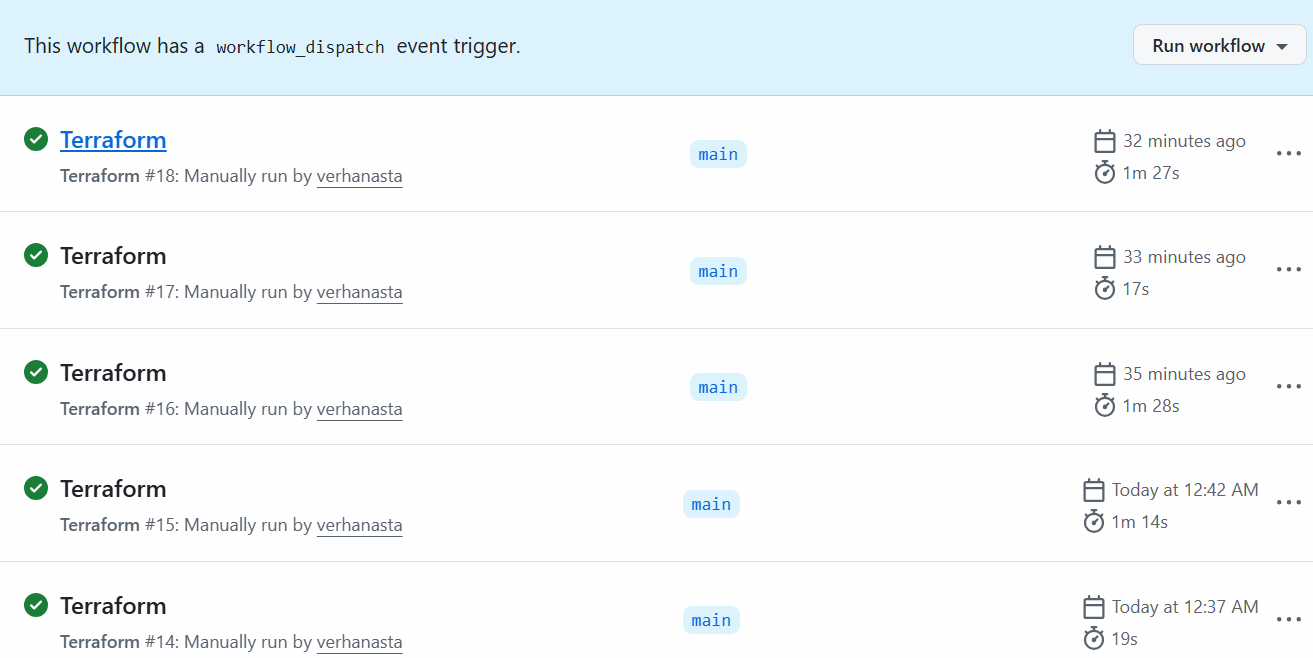 This workflow has a workflow_dispatch event trigger.
Run workflow
Terraform
Terraform #18: Manually run by verhanasta
main
32 minutes ago
1m 27s
Terraform
Terraform #17: Manually run by verhanasta
main
33 minutes ago
17s
Terraform
Terraform #16: Manually run by verhanasta
main
35 minutes ago
1m 28s
Terraform
Terraform #15: Manually run by verhanasta
main
Today at 12:42 AM
1m 14s
Terraform
Terraform #14: Manually run by verhanasta
main
Today at 12:37 AM
19s